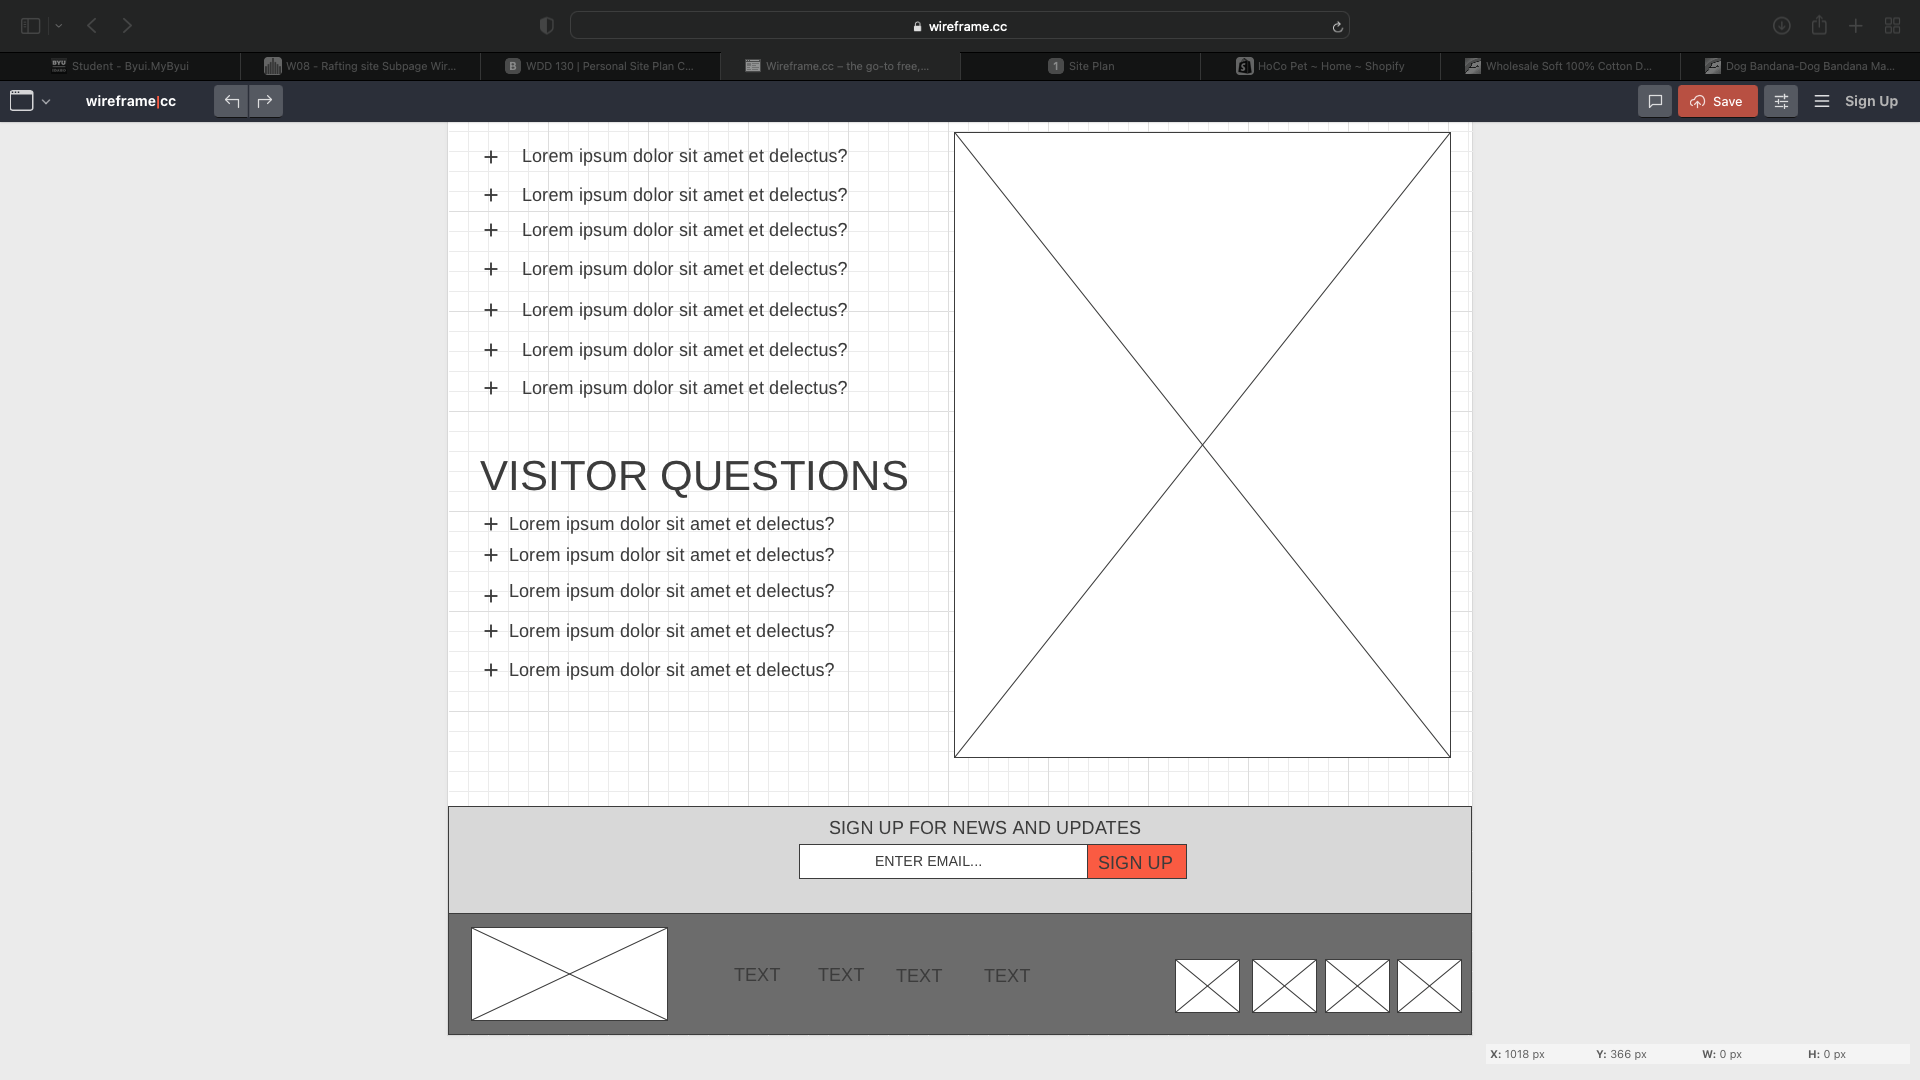 wireframe.cc
Student - Byui.MyByui
W08 - Rafting site Subpage Wir...
B WDD 130 | Personal Site Plan C...
Wireframe.cc – the go-to free,...
1 Site Plan
HoCo Pet ~ Home ~ Shopify
Wholesale Soft 100% Cotton D...
Dog Bandana-Dog Bandana Ma...
wireframe|cc
Save
Sign Up
+ Lorem ipsum dolor sit amet et delectus?
+ Lorem ipsum dolor sit amet et delectus?
+ Lorem ipsum dolor sit amet et delectus?
+ Lorem ipsum dolor sit amet et delectus?
+ Lorem ipsum dolor sit amet et delectus?
+ Lorem ipsum dolor sit amet et delectus?
+ Lorem ipsum dolor sit amet et delectus?
VISITOR QUESTIONS
+ Lorem ipsum dolor sit amet et delectus?
+ Lorem ipsum dolor sit amet et delectus?
+ Lorem ipsum dolor sit amet et delectus?
+ Lorem ipsum dolor sit amet et delectus?
+ Lorem ipsum dolor sit amet et delectus?
SIGN UP FOR NEWS AND UPDATES
ENTER EMAIL... SIGN UP
TEXT TEXT TEXT TEXT
X: 1018 px Y: 366 px W: 0 px H: 0 px